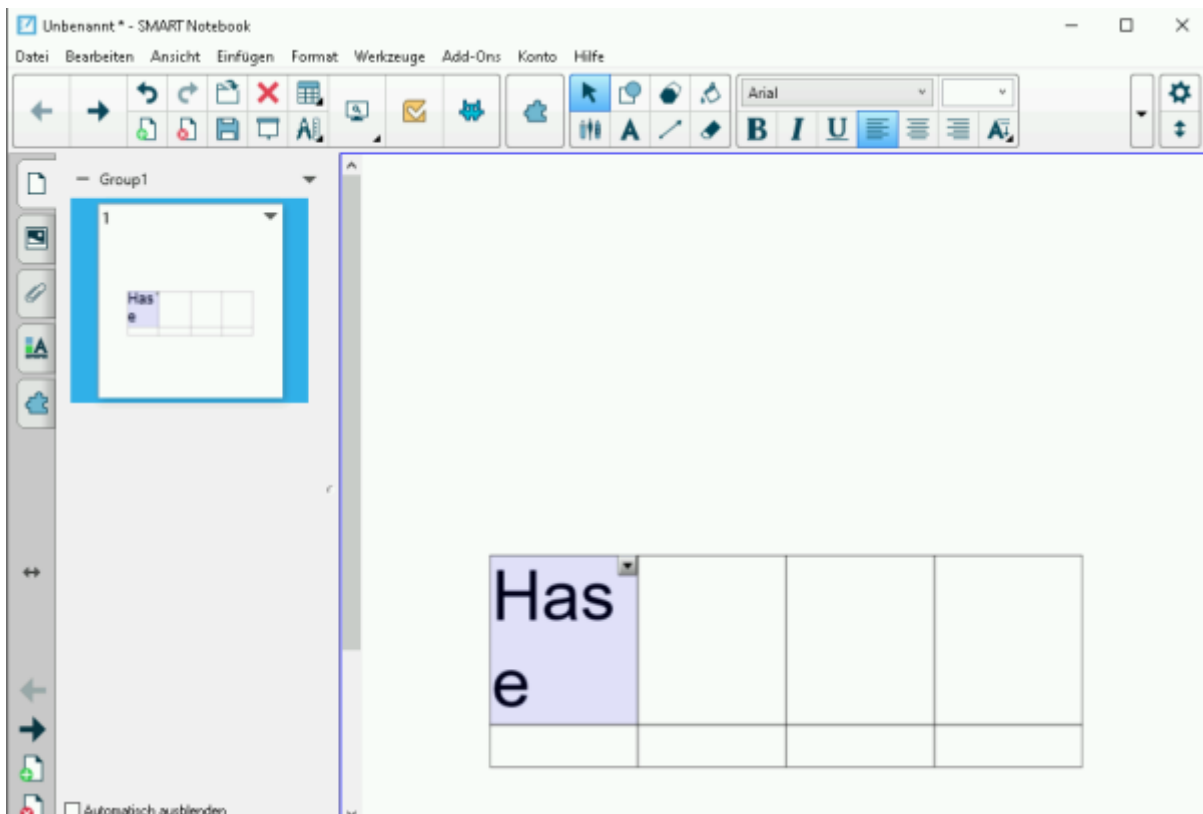 Unbenannt * - SMART Notebook
Datei Bearbeiten Ansicht Einfügen Format Werkzeuge Add-Ons Konto Hilfe
Arial
B I U
Group1
1
Has
e
Has
e
Automatisch ausblenden